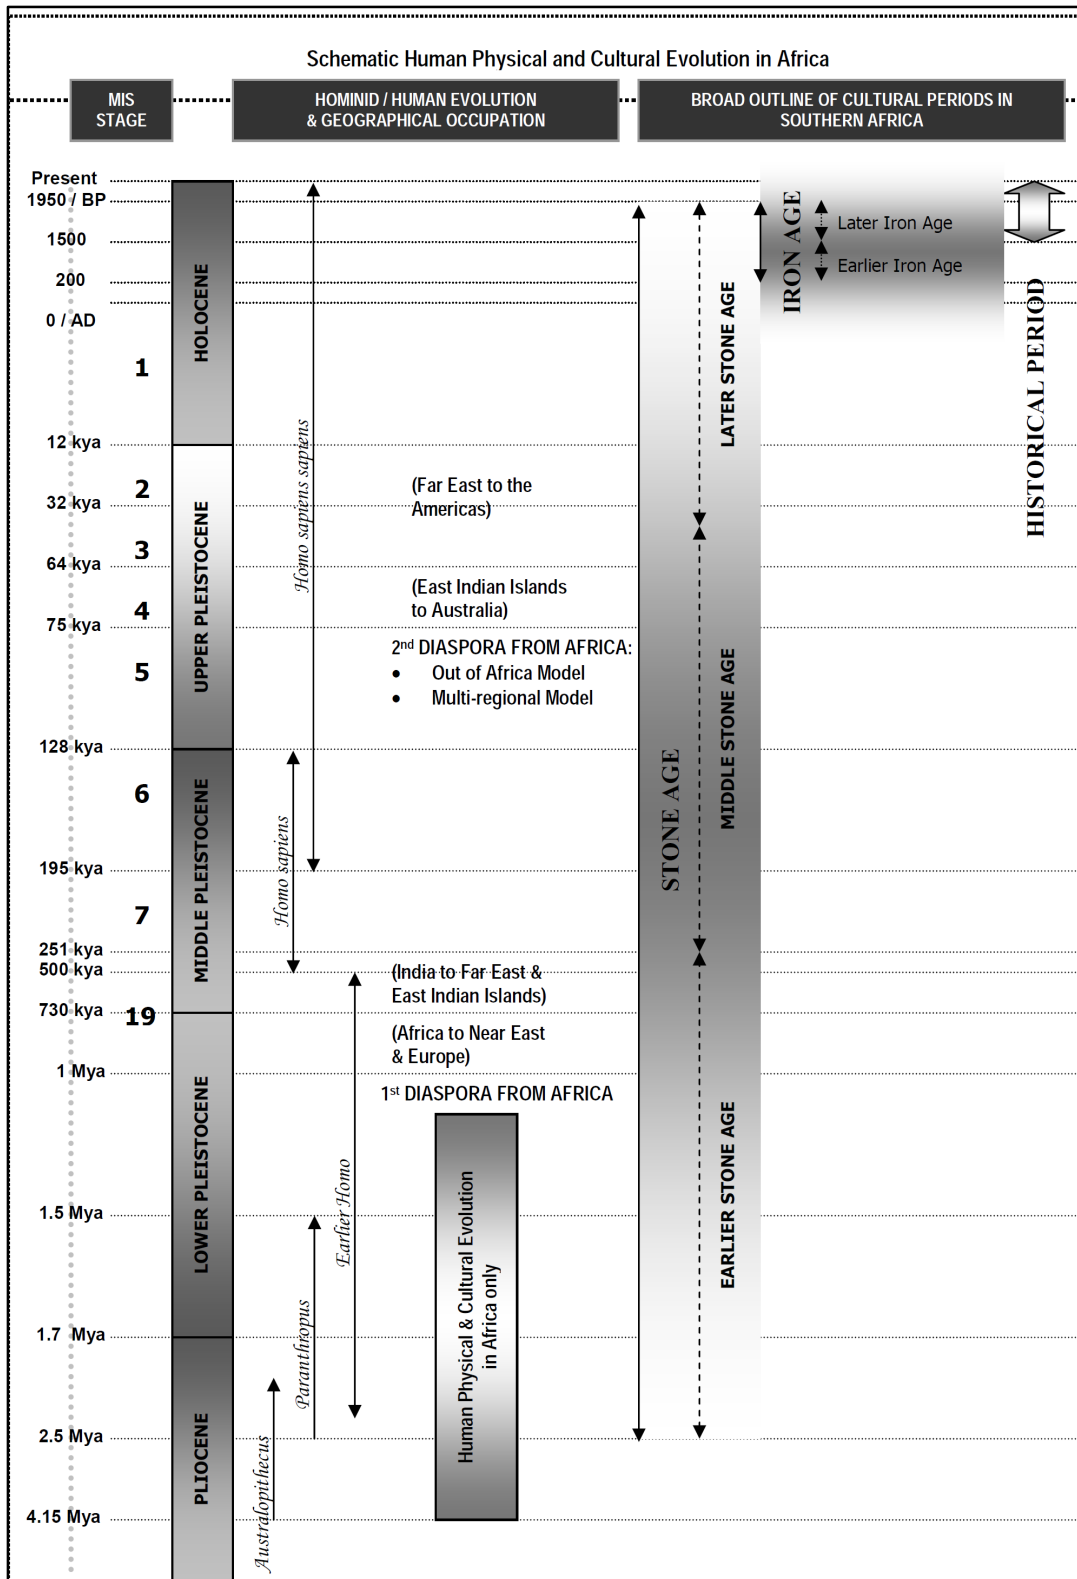 Schematic Human Physical and Cultural Evolution in Africa
MIS
STAGE
HOMINID / HUMAN EVOLUTION
& GEOGRAPHICAL OCCUPATION
BROAD OUTLINE OF CULTURAL PERIODS IN
SOUTHERN AFRICA
Present
1950 / BP
1500
200
0 / AD
12 kya
32 kya
64 kya
75 kya
128 kya
195 kya
251 kya
500 kya
730 kya
1 Mya
1.5 Mya
1.7 Mya
2.5 Mya
4.15 Mya
1
2
3
4
5
6
7
19
HOLOCENE
UPPER PLEISTOCENE
MIDDLE PLEISTOCENE
LOWER PLEISTOCENE
PLIOCENE
Homo sapiens sapiens
Homo sapiens
Earlier Homo
Paranthropus
Australopithecus
(Far East to the
Americas)
(East Indian Islands
to Australia)
2nd DIASPORA FROM AFRICA:
• Out of Africa Model
• Multi-regional Model
(India to Far East &
East Indian Islands)
(Africa to Near East
& Europe)
1st DIASPORA FROM AFRICA
Human Physical & Cultural Evolution
in Africa only
STONE AGE
LATER STONE AGE
MIDDLE STONE AGE
EARLIER STONE AGE
IRON AGE
Later Iron Age
Earlier Iron Age
HISTORICAL PERIOD